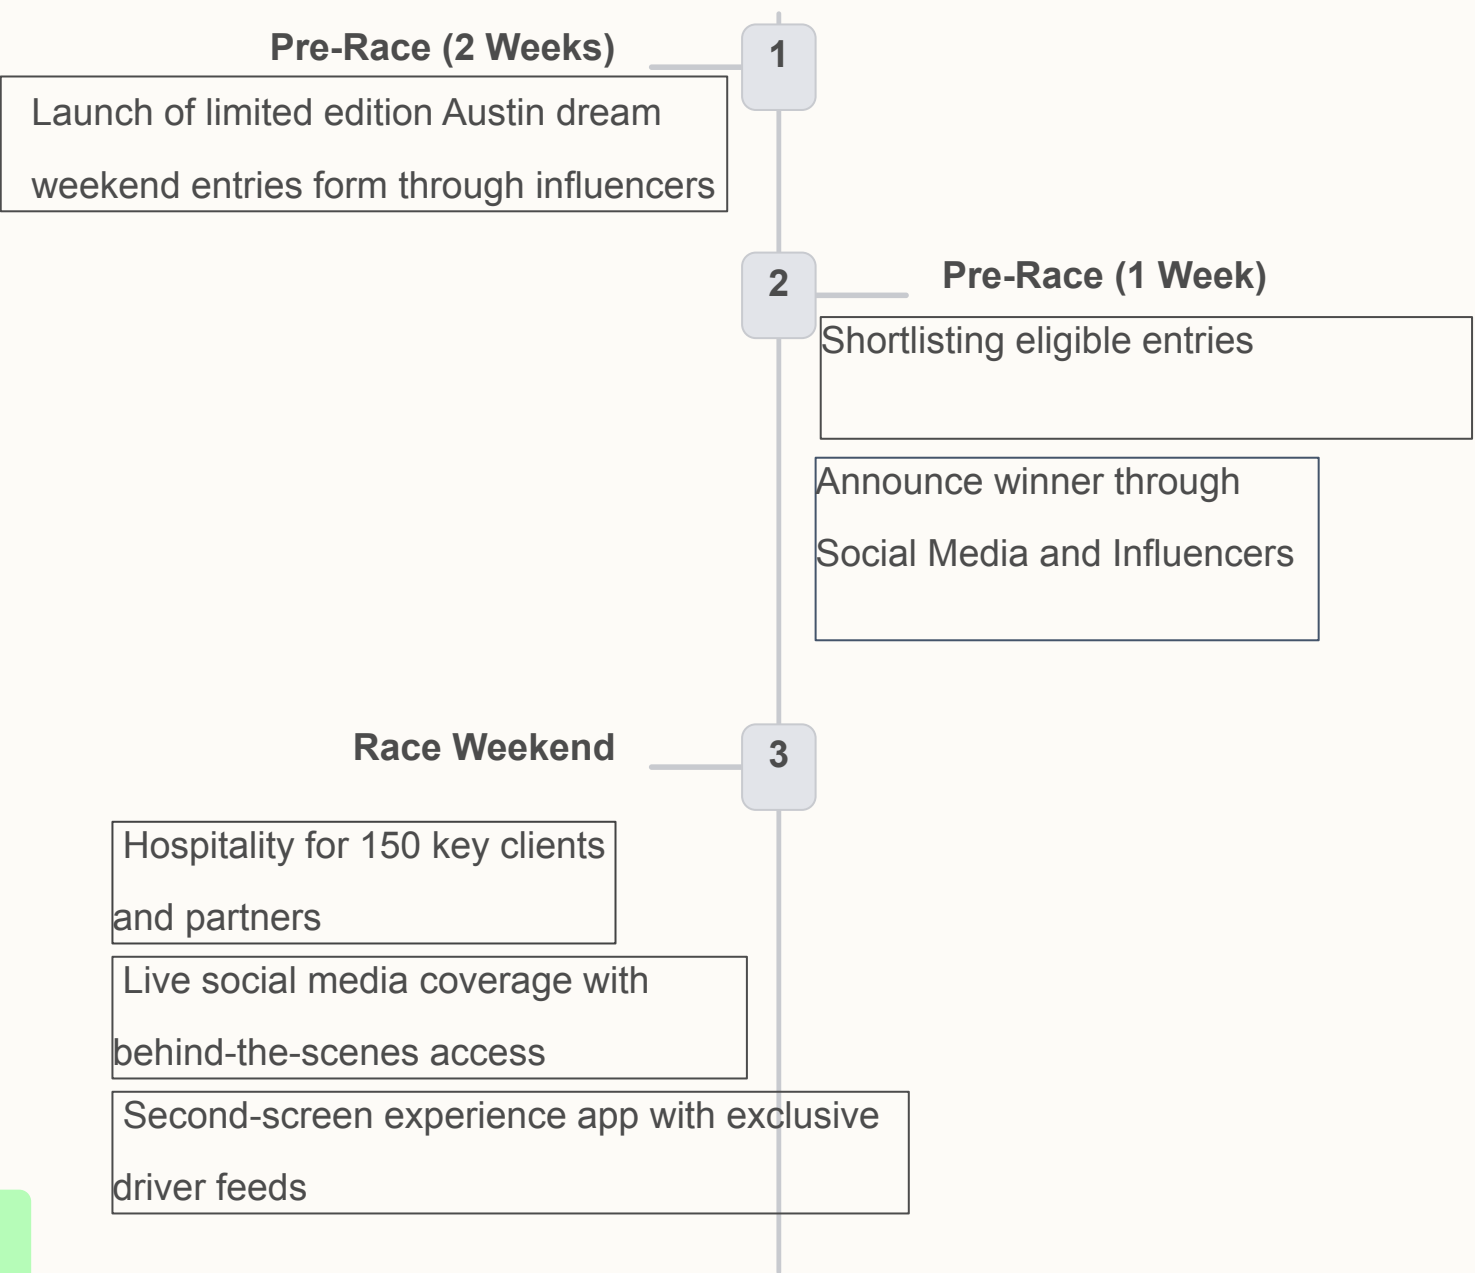 Pre-Race (2 Weeks)
1
Launch of limited edition Austin dream
weekend entries form through influencers
2
Pre-Race (1 Week)
Shortlisting eligible entries
Announce winner through
Social Media and Influencers
Race Weekend
3
Hospitality for 150 key clients
and partners
Live social media coverage with
behind-the-scenes access
Second-screen experience app with exclusive
driver feeds